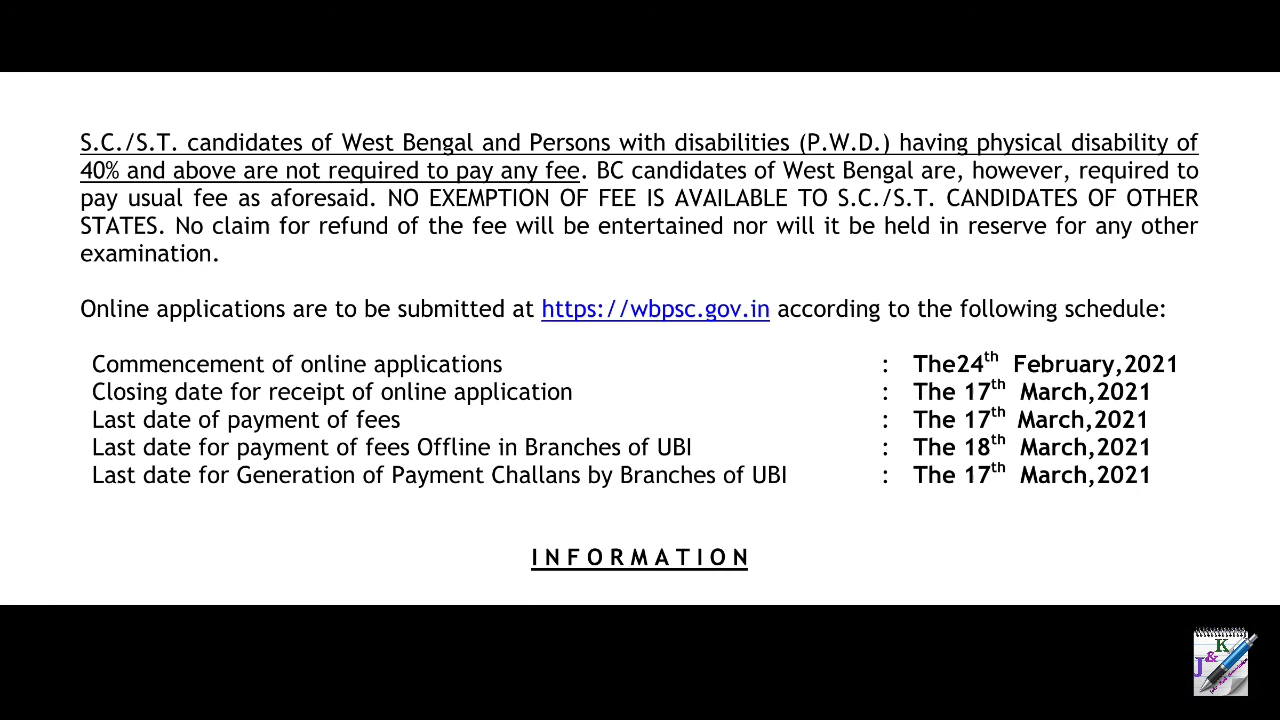 S.C./S.T. candidates of West Bengal and Persons with disabilities (P.W.D.) having physical disability of
40% and above are not required to pay any fee. BC candidates of West Bengal are, however, required to
pay usual fee as aforesaid. NO EXEMPTION OF FEE IS AVAILABLE TO S.C./S.T. CANDIDATES OF OTHER
STATES. No claim for refund of the fee will be entertained nor will it be held in reserve for any other
examination.
Online applications are to be submitted at https://wbpsc.gov.in according to the following schedule:
Commencement of online applications : The24th February,2021
Closing date for receipt of online application : The 17th March,2021
Last date of payment of fees : The 17th March,2021
Last date for payment of fees Offline in Branches of UBI : The 18th March,2021
Last date for Generation of Payment Challans by Branches of UBI : The 17th March,2021
I N F O R M A T I O N
J&K